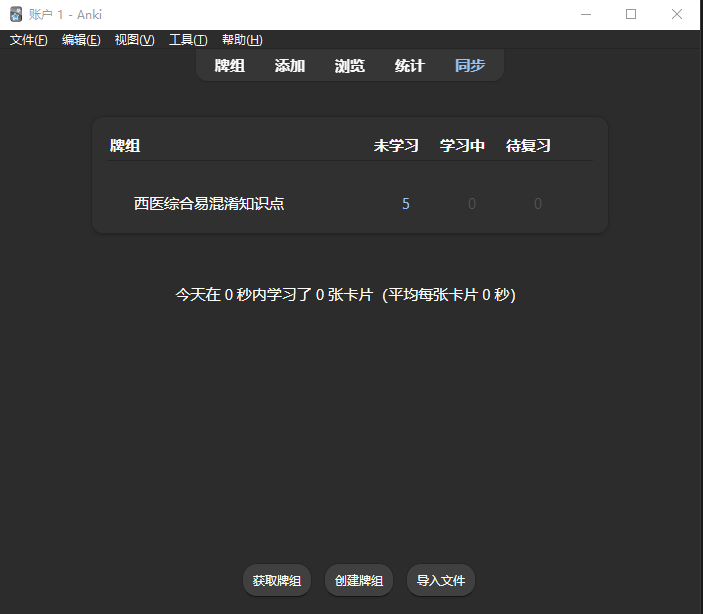 账户 1 - Anki
文件(F) 编辑(E) 视图(V) 工具(T) 帮助(H)
牌组 添加 浏览 统计 同步
牌组 未学习 学习中 待复习
西医综合易混淆知识点 5 0 0
今天在 0 秒内学习了 0 张卡片（平均每张卡片 0 秒）
获取牌组 创建牌组 导入文件